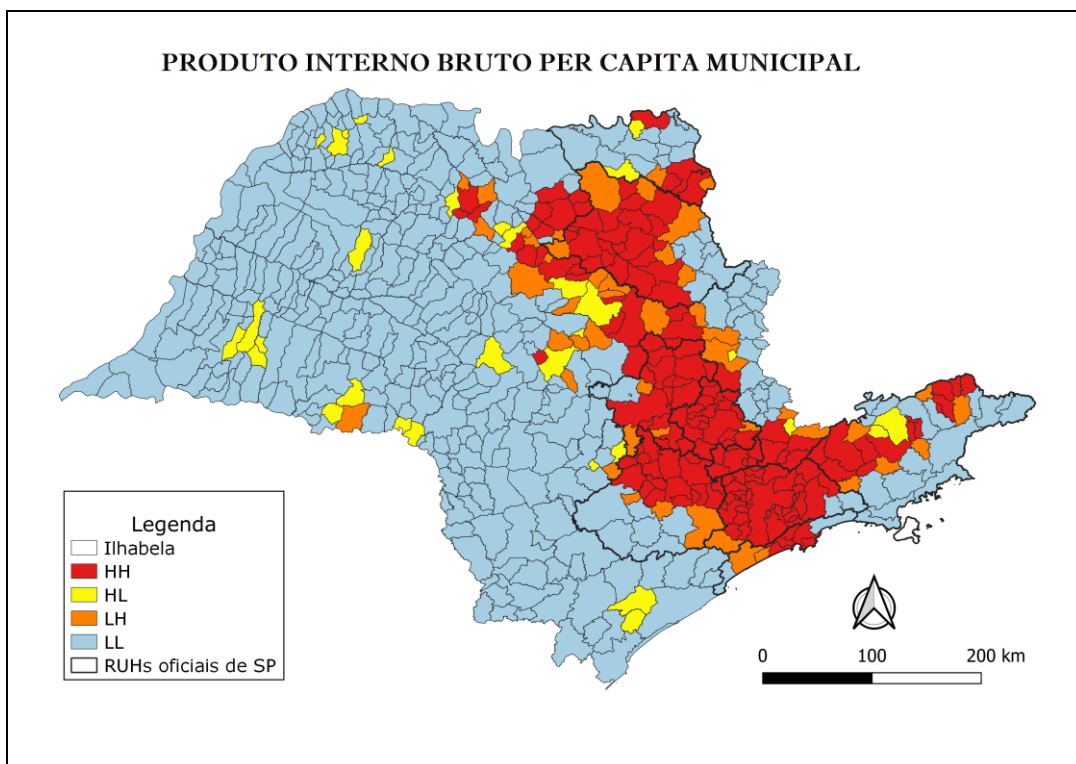 PRODUTO INTERNO BRUTO PER CAPITA MUNICIPAL
Legenda
Ilhabela
HH
HL
LH
LL
RUHs oficiais de SP
0 100 200 km